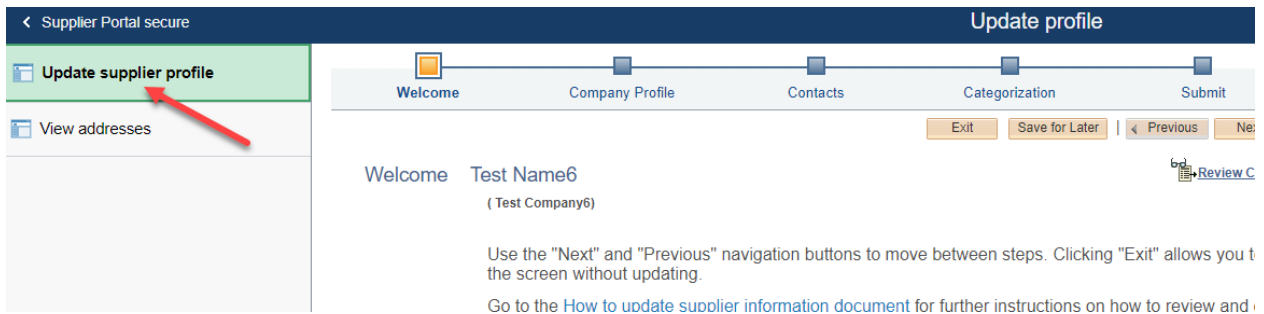 Supplier Portal secure
Update profile
Update supplier profile
View addresses
Welcome
Company Profile
Contacts
Categorization
Submit
Exit
Save for Later
Previous
Welcome Test Name6
Review
( Test Company6)
Use the "Next" and "Previous" navigation buttons to move between steps. Clicking "Exit" allows you
the screen without updating.
Go to the How to update supplier information document for further instructions on how to review and